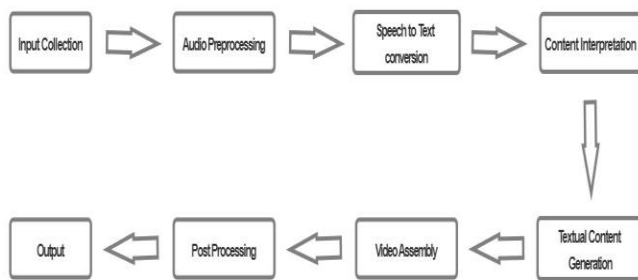 Input Collection
Audio Preprocessing
Speech to Text
conversion
Content Interpretation
Textual Content
Generation
Video Assembly
Post Processing
Output